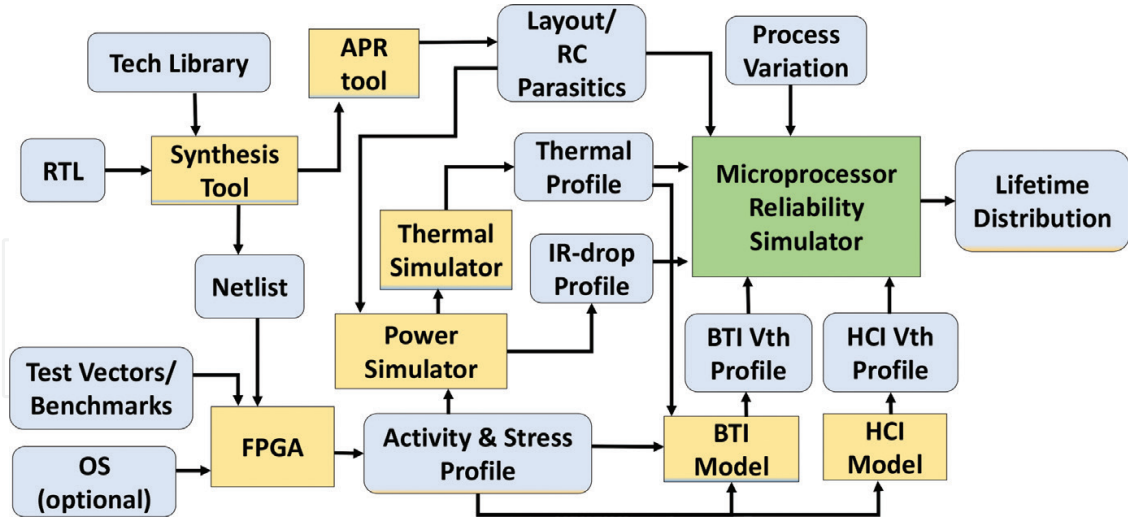 Layout/
RC
Parasitics
APR
tool
Process
Variation
Tech Library
RTL
Synthesis
Tool
Thermal
Profile
Microprocessor
Reliability
Simulator
Lifetime
Distribution
Thermal
Simulator
IR-drop
Profile
Netlist
Power
Simulator
BTI Vth
Profile
HCI Vth
Profile
Test Vectors/
Benchmarks
FPGA
Activity & Stress
Profile
BTI
Model
HCI
Model
OS
(optional)